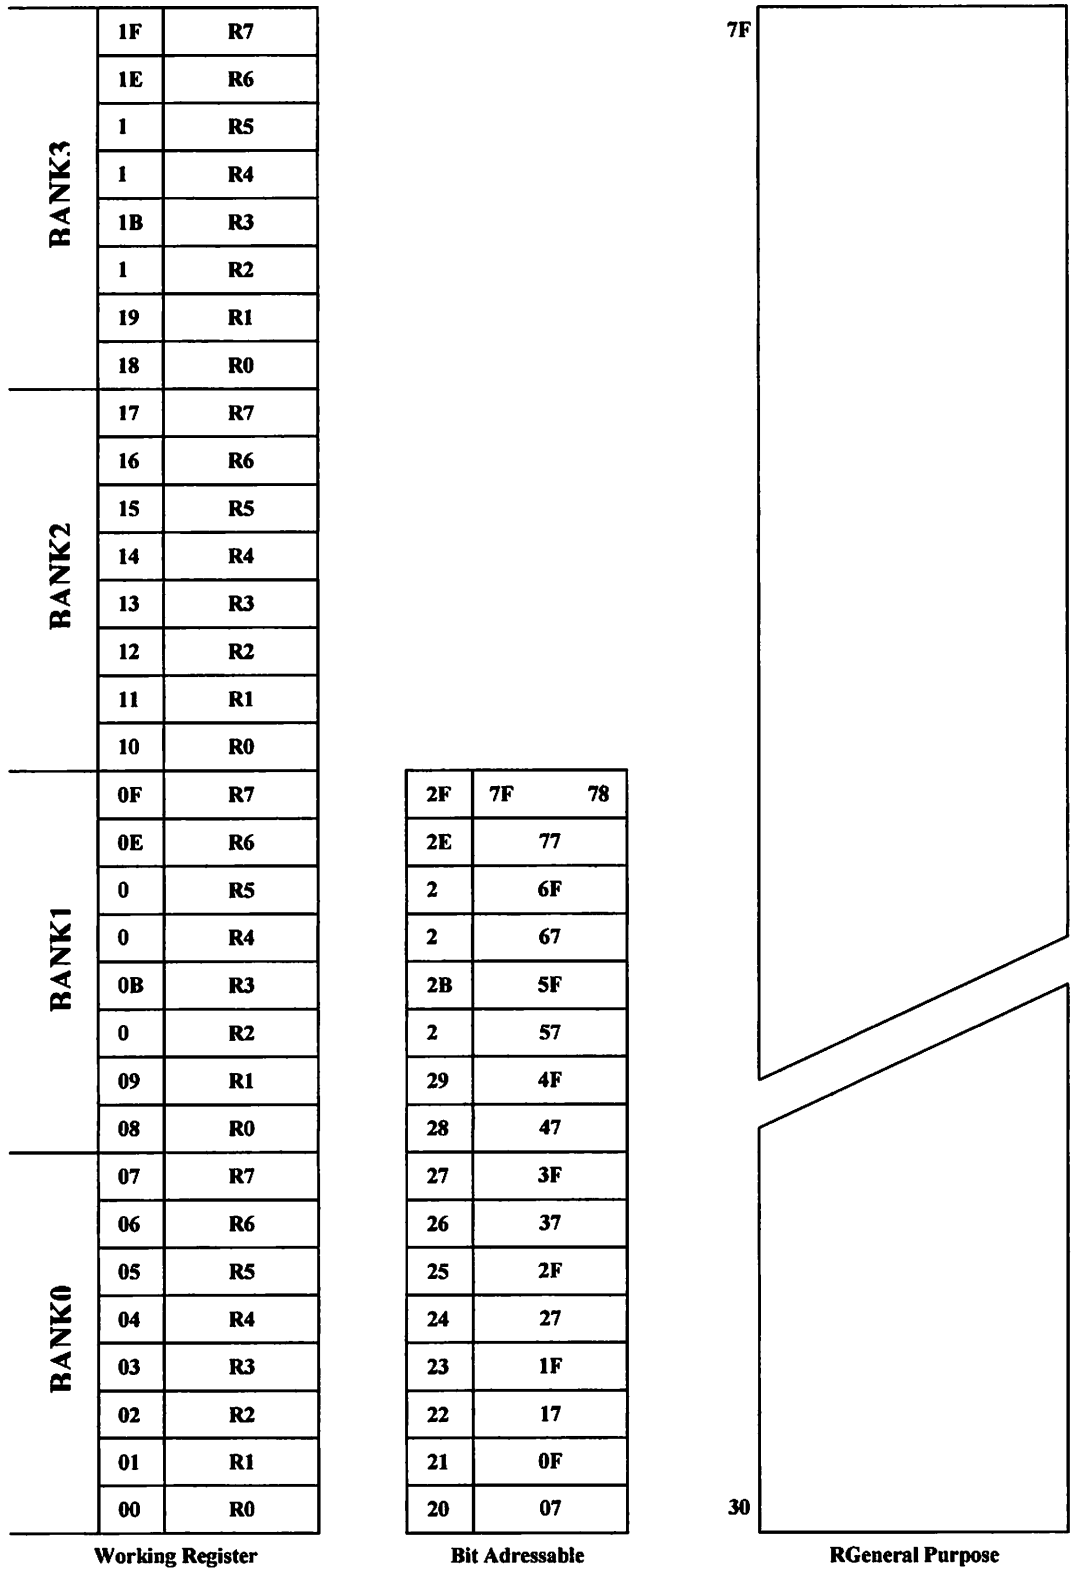 BANK3
1F R7
1E R6
1 R5
1 R4
1B R3
1 R2
19 R1
18 R0
BANK2
17 R7
16 R6
15 R5
14 R4
13 R3
12 R2
11 R1
10 R0
BANK1
0F R7
0E R6
0 R5
0 R4
0B R3
0 R2
09 R1
08 R0
BANK0
07 R7
06 R6
05 R5
04 R4
03 R3
02 R2
01 R1
00 R0
Working Register
2F 7F 78
2E 77
2 6F
2 67
2B 5F
2 57
29 4F
28 47
27 3F
26 37
25 2F
24 27
23 1F
22 17
21 0F
20 07
Bit Adressable
7F
30
RGeneral Purpose